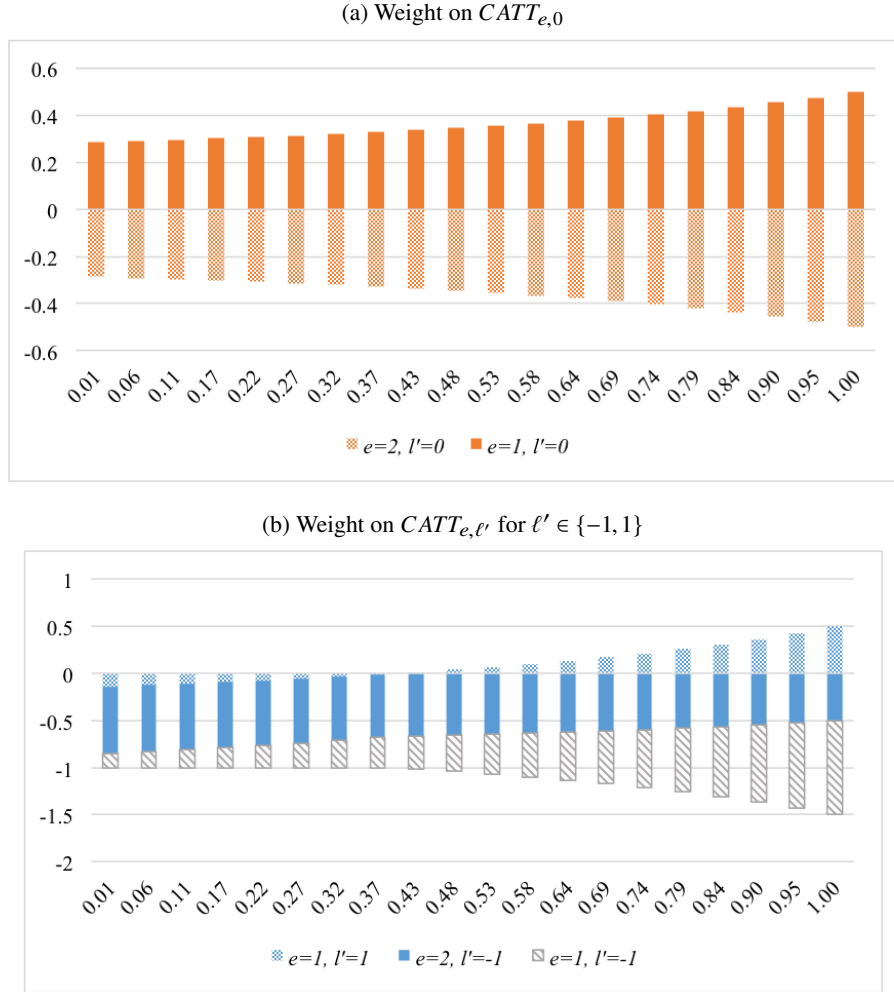 (a) Weight on CATTe,0
0.6
0.4
0.2
0
-0.2
-0.4
-0.6
0.01 0.06 0.11 0.17 0.22 0.27 0.32 0.37 0.43 0.48 0.53 0.58 0.64 0.69 0.74 0.79 0.84 0.90 0.95 1.00
e=2, l'=0 e=1, l'=0
(b) Weight on CATTe,ℓ′ for ℓ′ ∈ {−1, 1}
1
0.5
0
-0.5
-1
-1.5
-2
0.01 0.06 0.11 0.17 0.22 0.27 0.32 0.37 0.43 0.48 0.53 0.58 0.64 0.69 0.74 0.79 0.84 0.90 0.95 1.00
e=1, l'=1 e=2, l'=-1 e=1, l'=-1